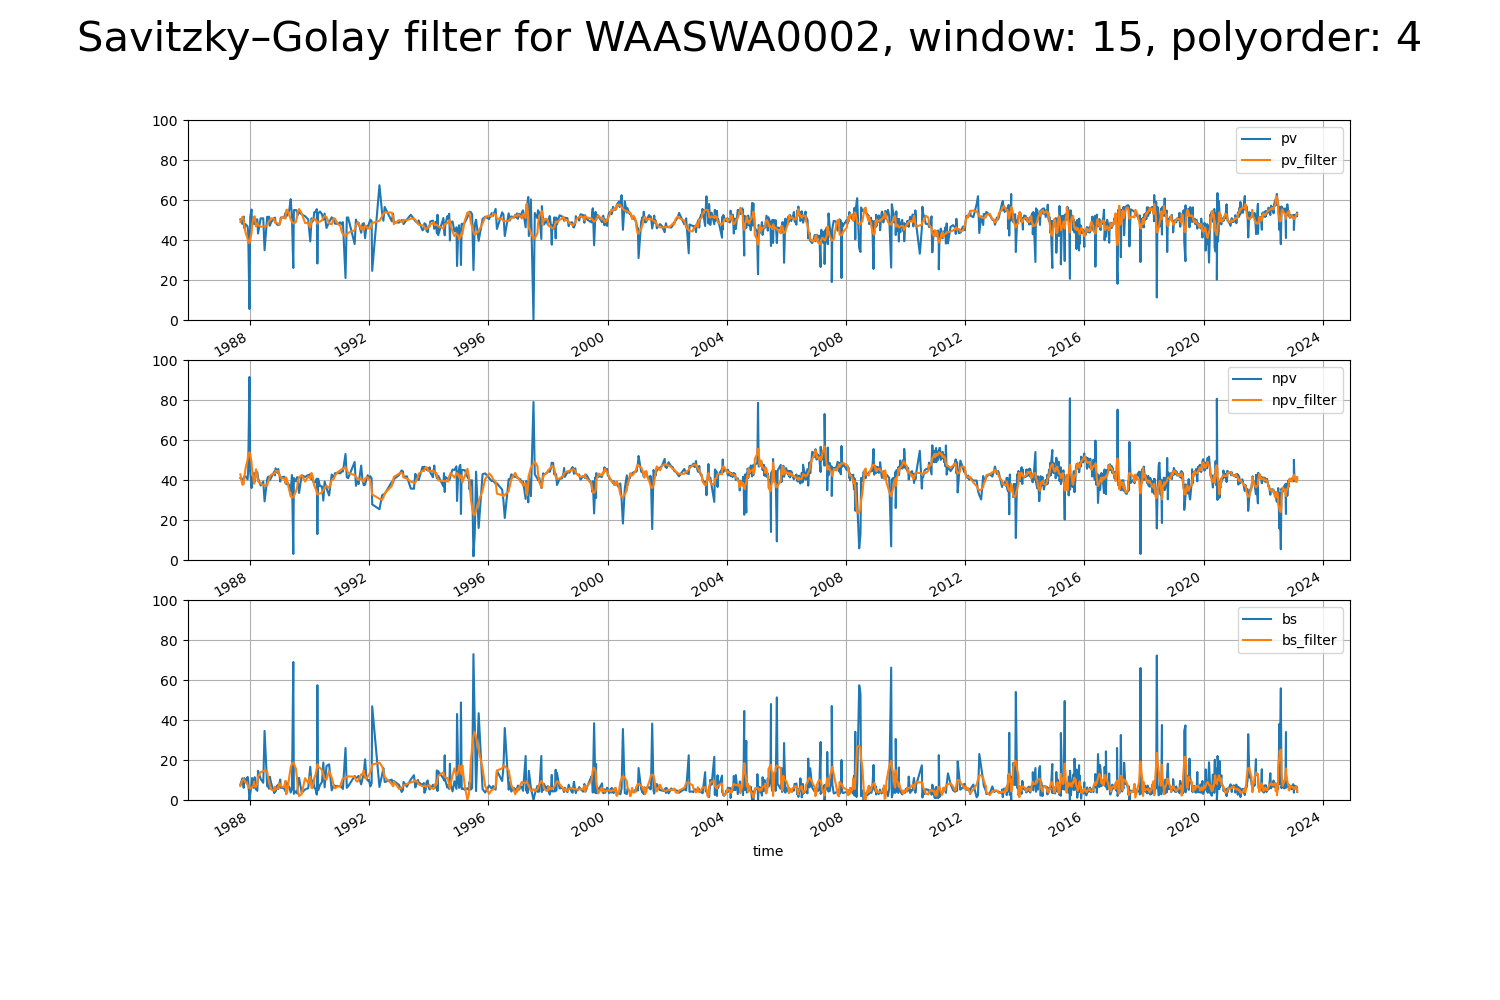 Savitzky–Golay filter for WAASWA0002, window: 15, polyorder: 4
100
80
60
40
20
0
pv
pv_filter
1988 1992 1996 2000 2004 2008 2012 2016 2020 2024
100
80
60
40
20
0
npv
npv_filter
1988 1992 1996 2000 2004 2008 2012 2016 2020 2024
100
80
60
40
20
0
bs
bs_filter
1988 1992 1996 2000 2004 2008 2012 2016 2020 2024
time